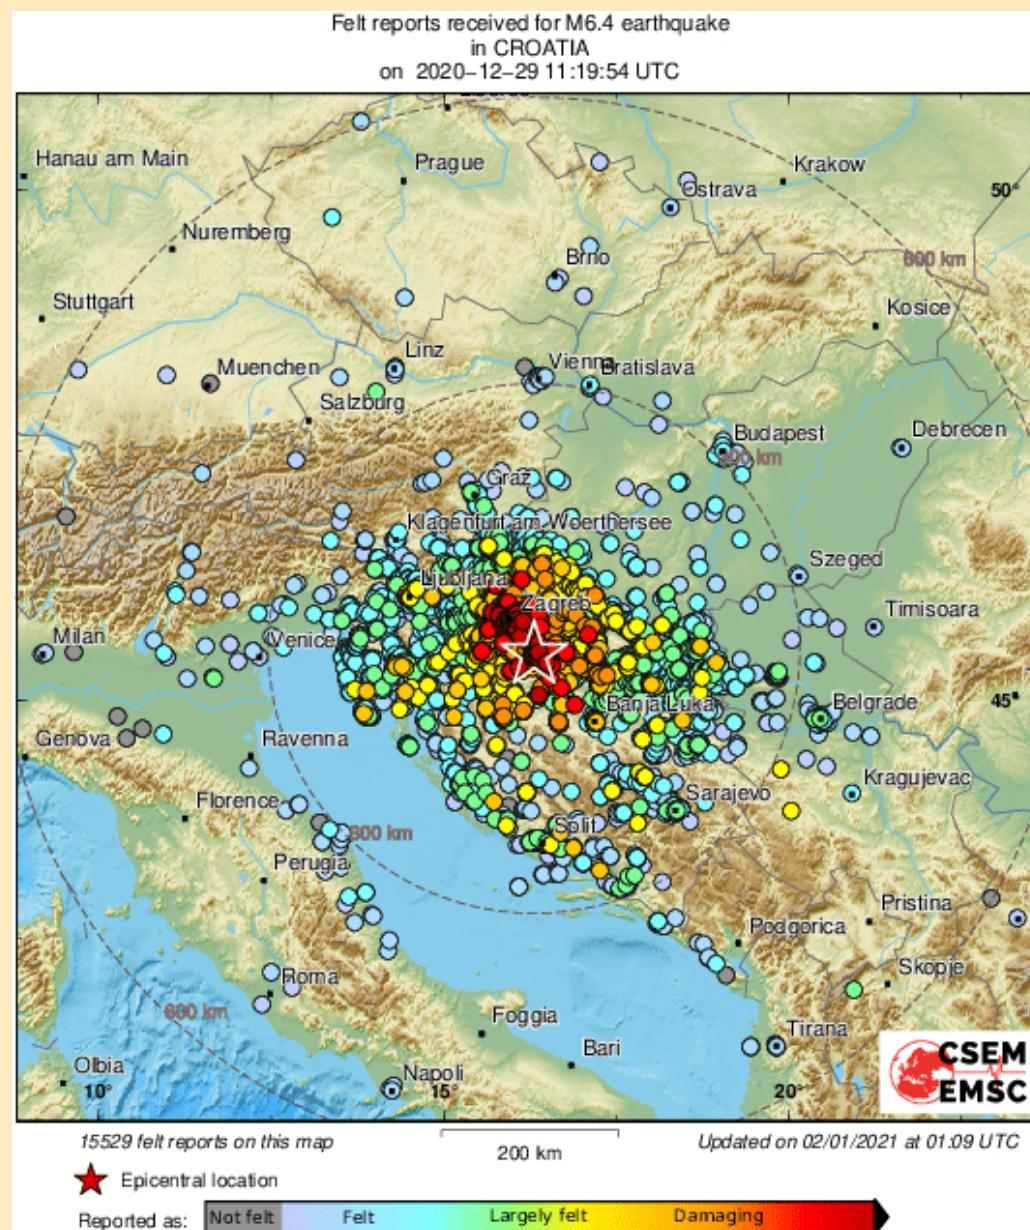 Felt reports received for M6.4 earthquake
in CROATIA
on 2020-12-29 11:19:54 UTC
Hanau am Main
Prague
Krakow
Ostrava
50°
Nuremberg
Brno
600 km
Stuttgart
Kosice
Linz
Vienna
Bratislava
Muenchen
Salzburg
Budapest
Debrecen
300 km
Graz
Klagenfurt am Woerthersee
Szeged
Ljubljana
Zagreb
Timisoara
Milan
Venice
45°
Banja Luka
Belgrade
Genova
Ravenna
Kragujevac
Florence
Sarajevo
300 km
Split
Perugia
Pristina
Podgorica
Roma
Skopje
600 km
Foggia
Tirana
Bari
CSEM
EMSC
Olbia
Napoli
10°
15°
20°
15529 felt reports on this map
200 km
Updated on 02/01/2021 at 01:09 UTC
Epicentral location
Reported as:
Not felt
Felt
Largely felt
Damaging